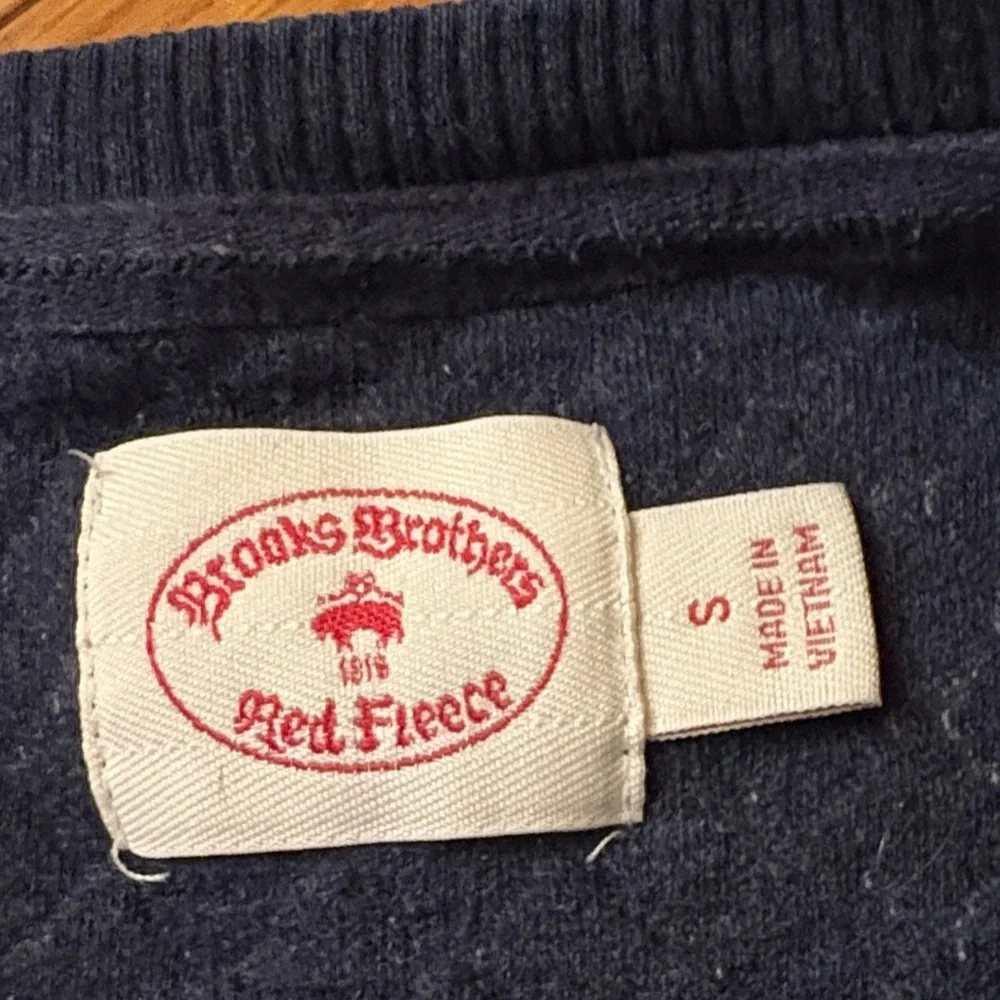 Brooks Brothers
1818
Red Fleece
S
MADE IN
VIETNAM